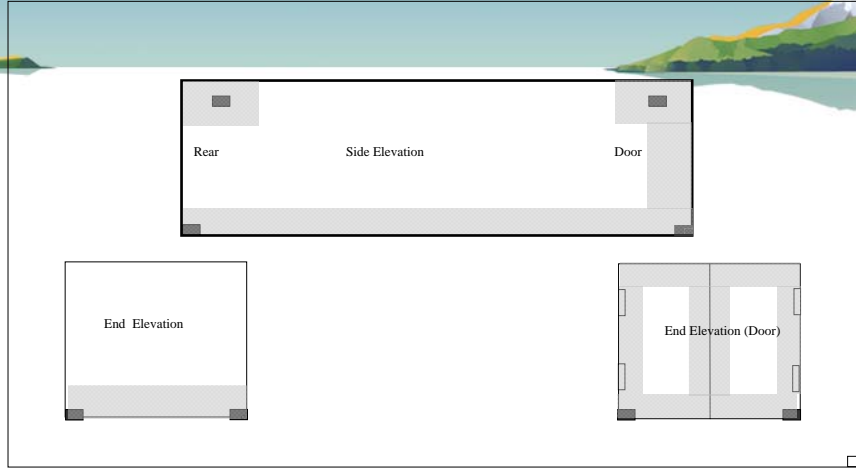 Rear
Side Elevation
Door
End Elevation
End Elevation (Door)